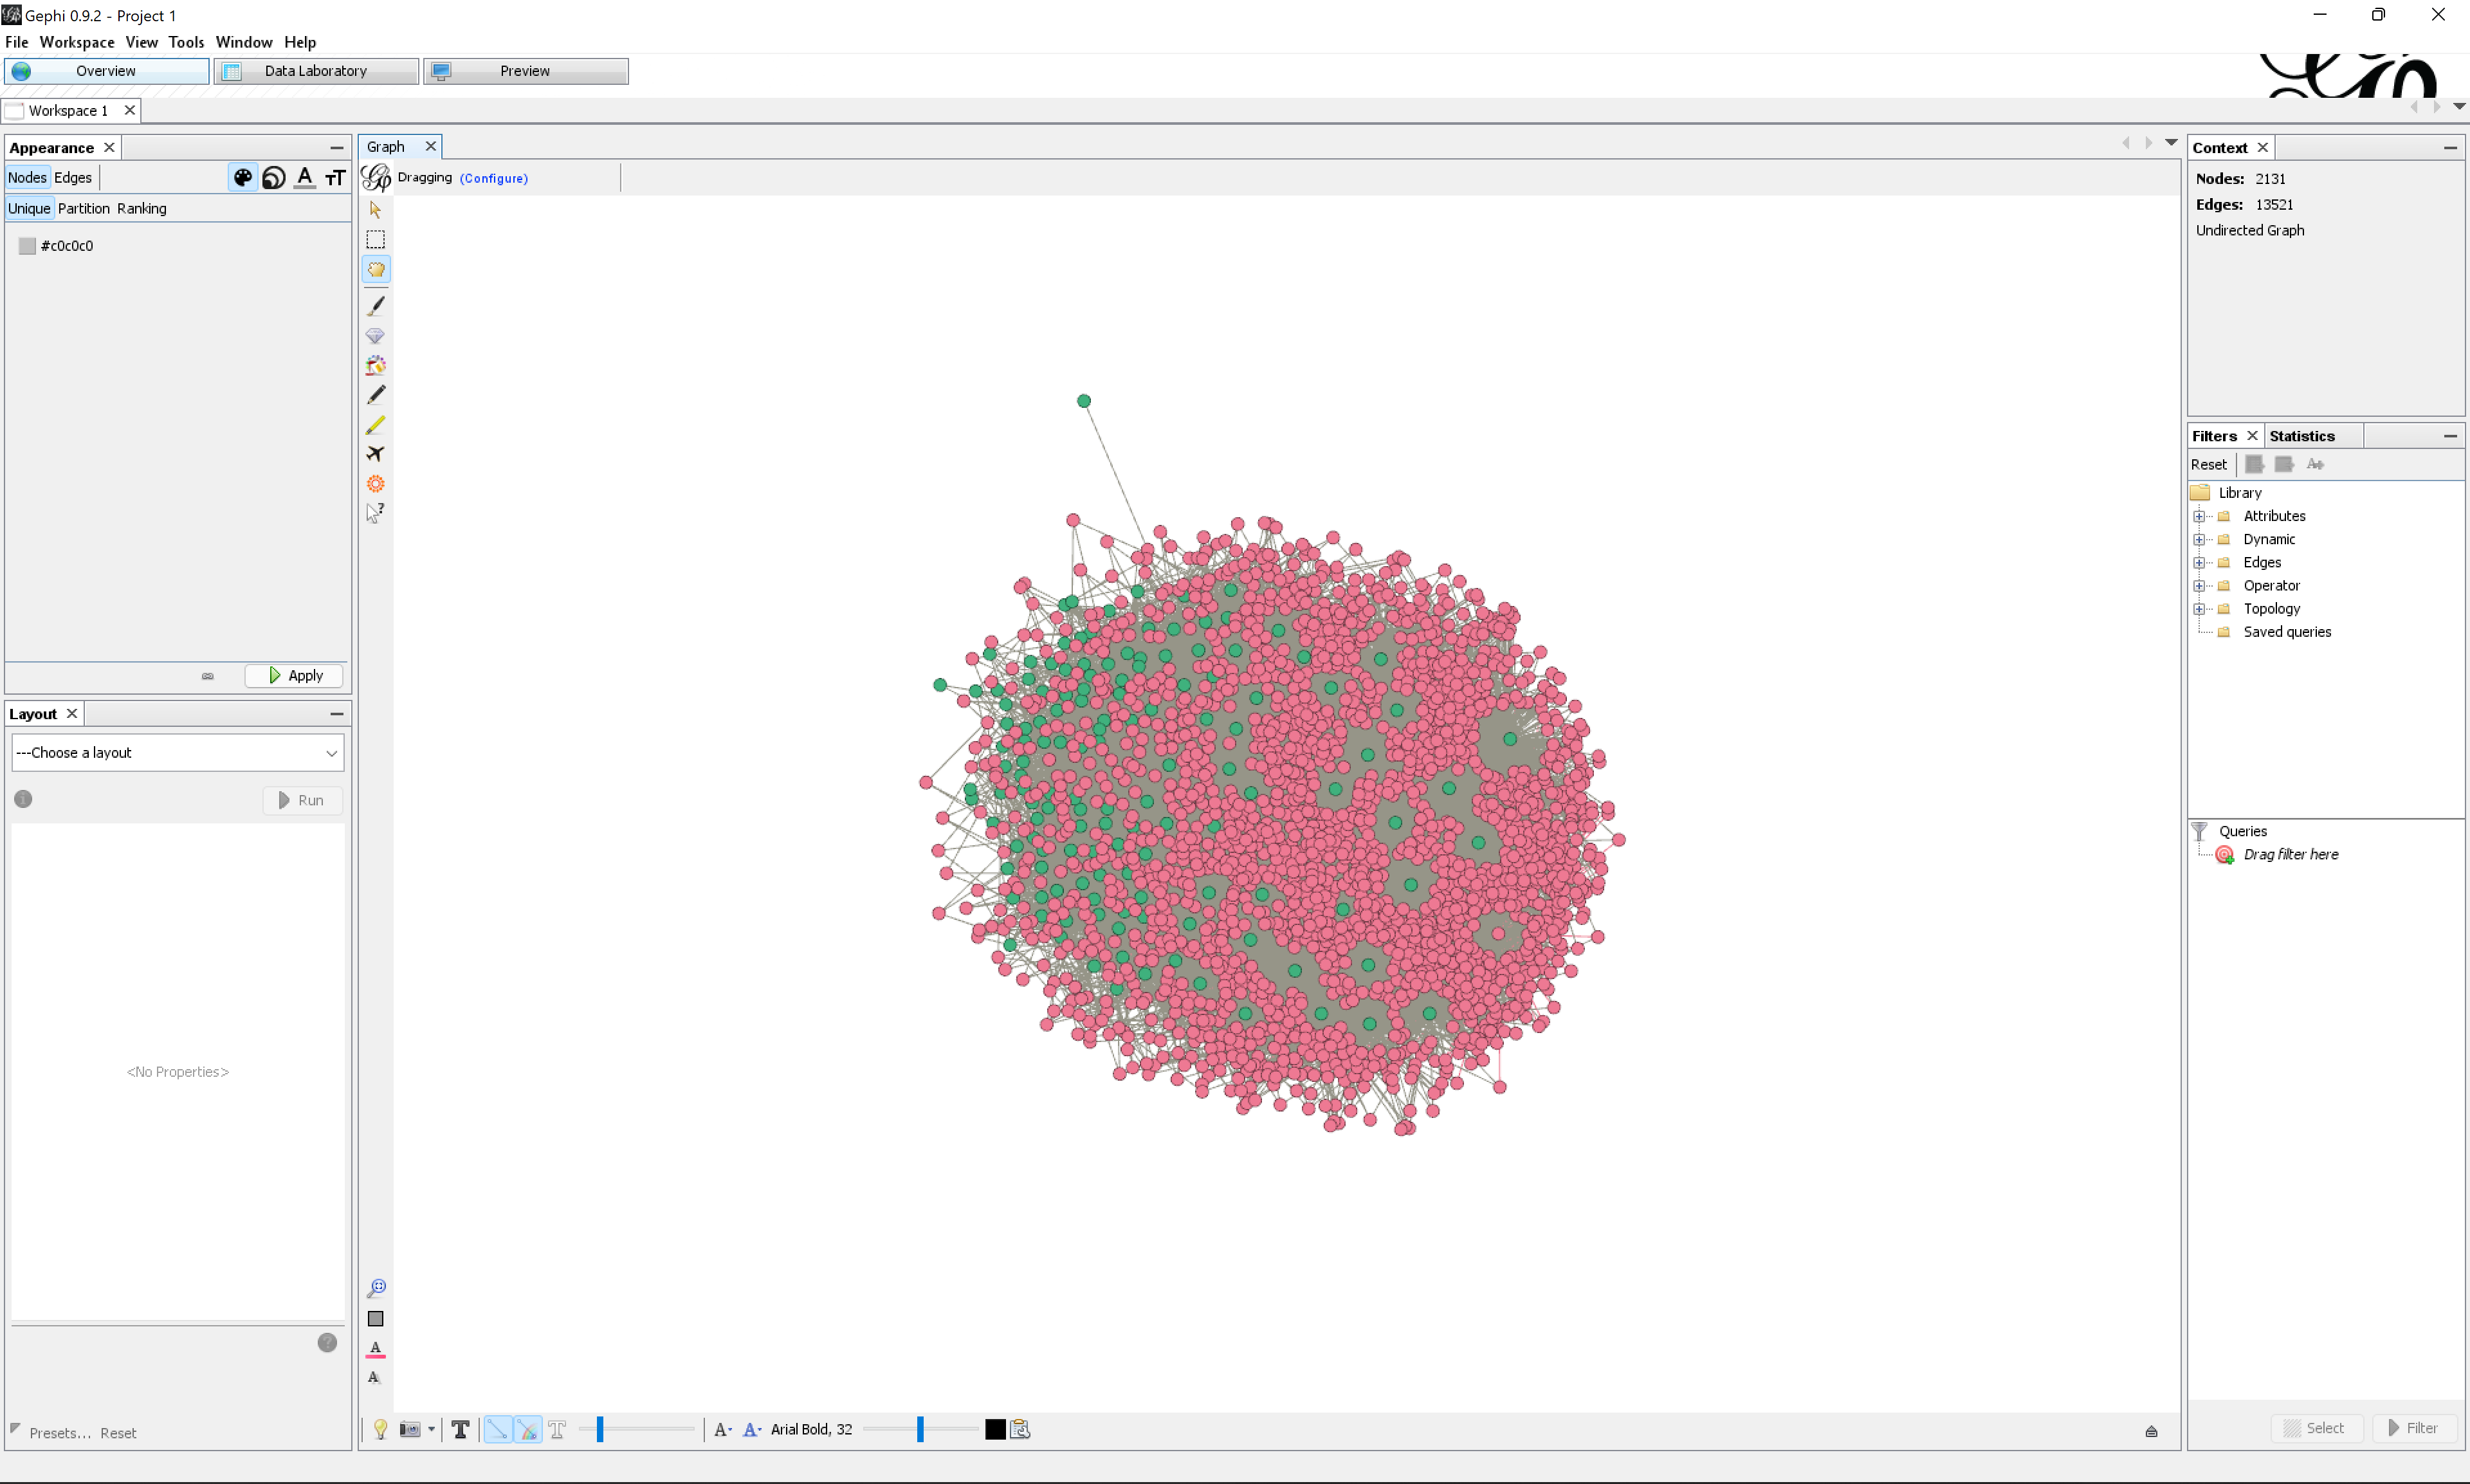 Gephi 0.9.2 - Project 1
File Workspace View Tools Window Help
Overview Data Laboratory Preview
Workspace 1
Appearance
Nodes Edges
Unique Partition Ranking
#c0c0c0
Apply
Layout
---Choose a layout
Run
<No Properties>
Presets... Reset
Graph
Dragging (Configure)
Arial Bold, 32
Context
Nodes: 2131
Edges: 13521
Undirected Graph
Filters Statistics
Reset
Library
Attributes
Dynamic
Edges
Operator
Topology
Saved queries
Queries
Drag filter here
Select Filter